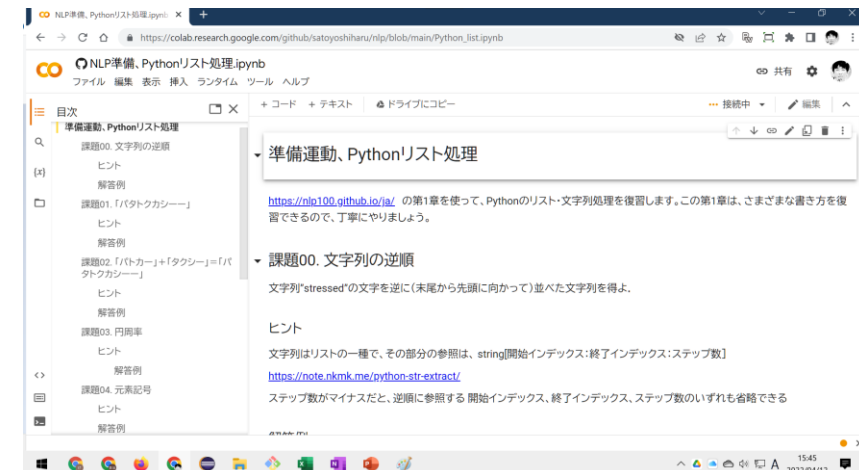 NLP準備、Pythonリスト処理.ipynb
https://colab.research.google.com/github/satoyoshiharu/nlp/blob/main/Python_list.ipynb
NLP準備、Pythonリスト処理.ipynb
ファイル 編集 表示 挿入 ランタイム ツール ヘルプ
共有
目次
+ コード + テキスト ドライブにコピー
接続中 編集
準備運動、Pythonリスト処理
課題00. 文字列の逆順
ヒント
解答例
課題01. 「パタトクカシーー」
ヒント
解答例
課題02. 「パトカー」+「タクシー」=「パ
タトクカシーー」
ヒント
解答例
課題03. 円周率
ヒント
解答例
課題04. 元素記号
ヒント
解答例
{x}
準備運動、Pythonリスト処理
https://nlp100.github.io/ja/ の第1章を使って、Pythonのリスト・文字列処理を復習します。この第1章は、さまざまな書き方を復
習できるので、丁寧にやりましょう。
課題00. 文字列の逆順
文字列"stressed"の文字を逆に(末尾から先頭に向かって)並べた文字列を得よ.
ヒント
文字列はリストの一種で、その部分の参照は、string[開始インデックス:終了インデックス:ステップ数]
https://note.nkmk.me/python-str-extract/
ステップ数がマイナスだと、逆順に参照する 開始インデックス、終了インデックス、ステップ数のいずれも省略できる
A 15:45